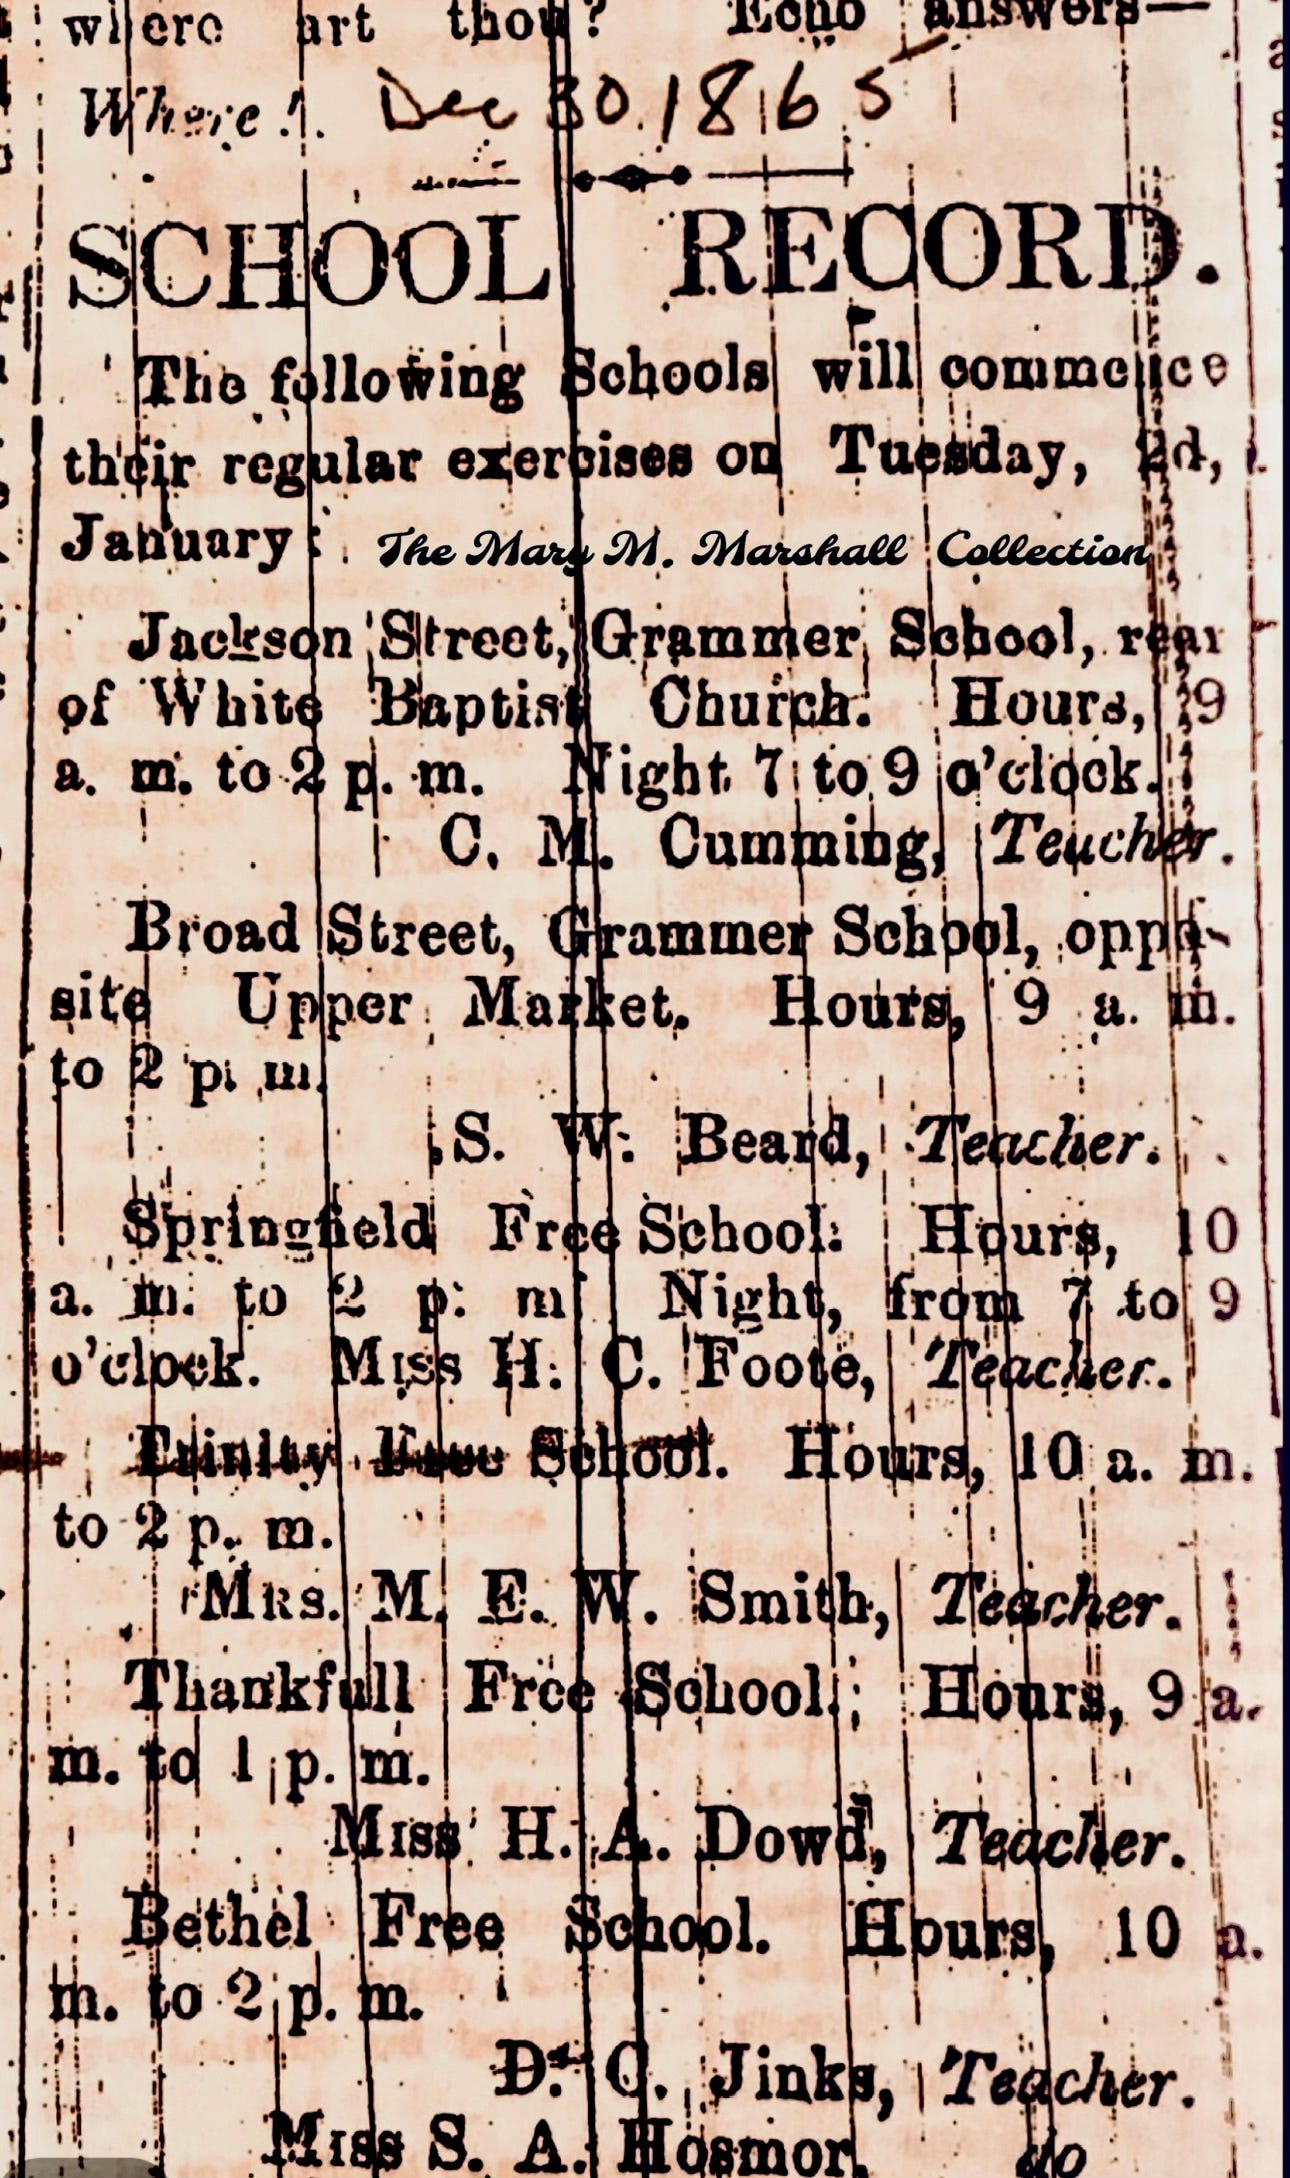 where art thou? Echo answers—
Where?. Dec 30.1865
SCHOOL RECORD.
The following Schools will commence
their regular exercises on Tuesday, 2d,
January:
The Mary M. Marshall Collection
Jackson Street, Grammer School, rear
of White Baptist Church. Hours, 9
a. m. to 2 p. m. Night 7 to 9 o'clock.
C. M. Cumming, Teacher.
Broad Street, Grammer School, oppo-
site Upper Market. Hours, 9 a. m.
to 2 p. m.
S. W. Beard, Teacher.
Springfield Free School: Hours, 10
a. m. to 2 p. m Night, from 7 to 9
o'clock. Miss H. C. Foote, Teacher.
Trinity Free School. Hours, 10 a. m.
to 2 p. m.
Mrs. M. E. W. Smith, Teacher.
Thankfull Free School. Hours, 9 a.
m. to 1 p. m.
Miss H. A. Dowd, Teacher.
Bethel Free School. Hours, 10 a.
m. to 2 p. m.
D. C. Jinks, Teacher.
Miss S. A. Hosmor, do